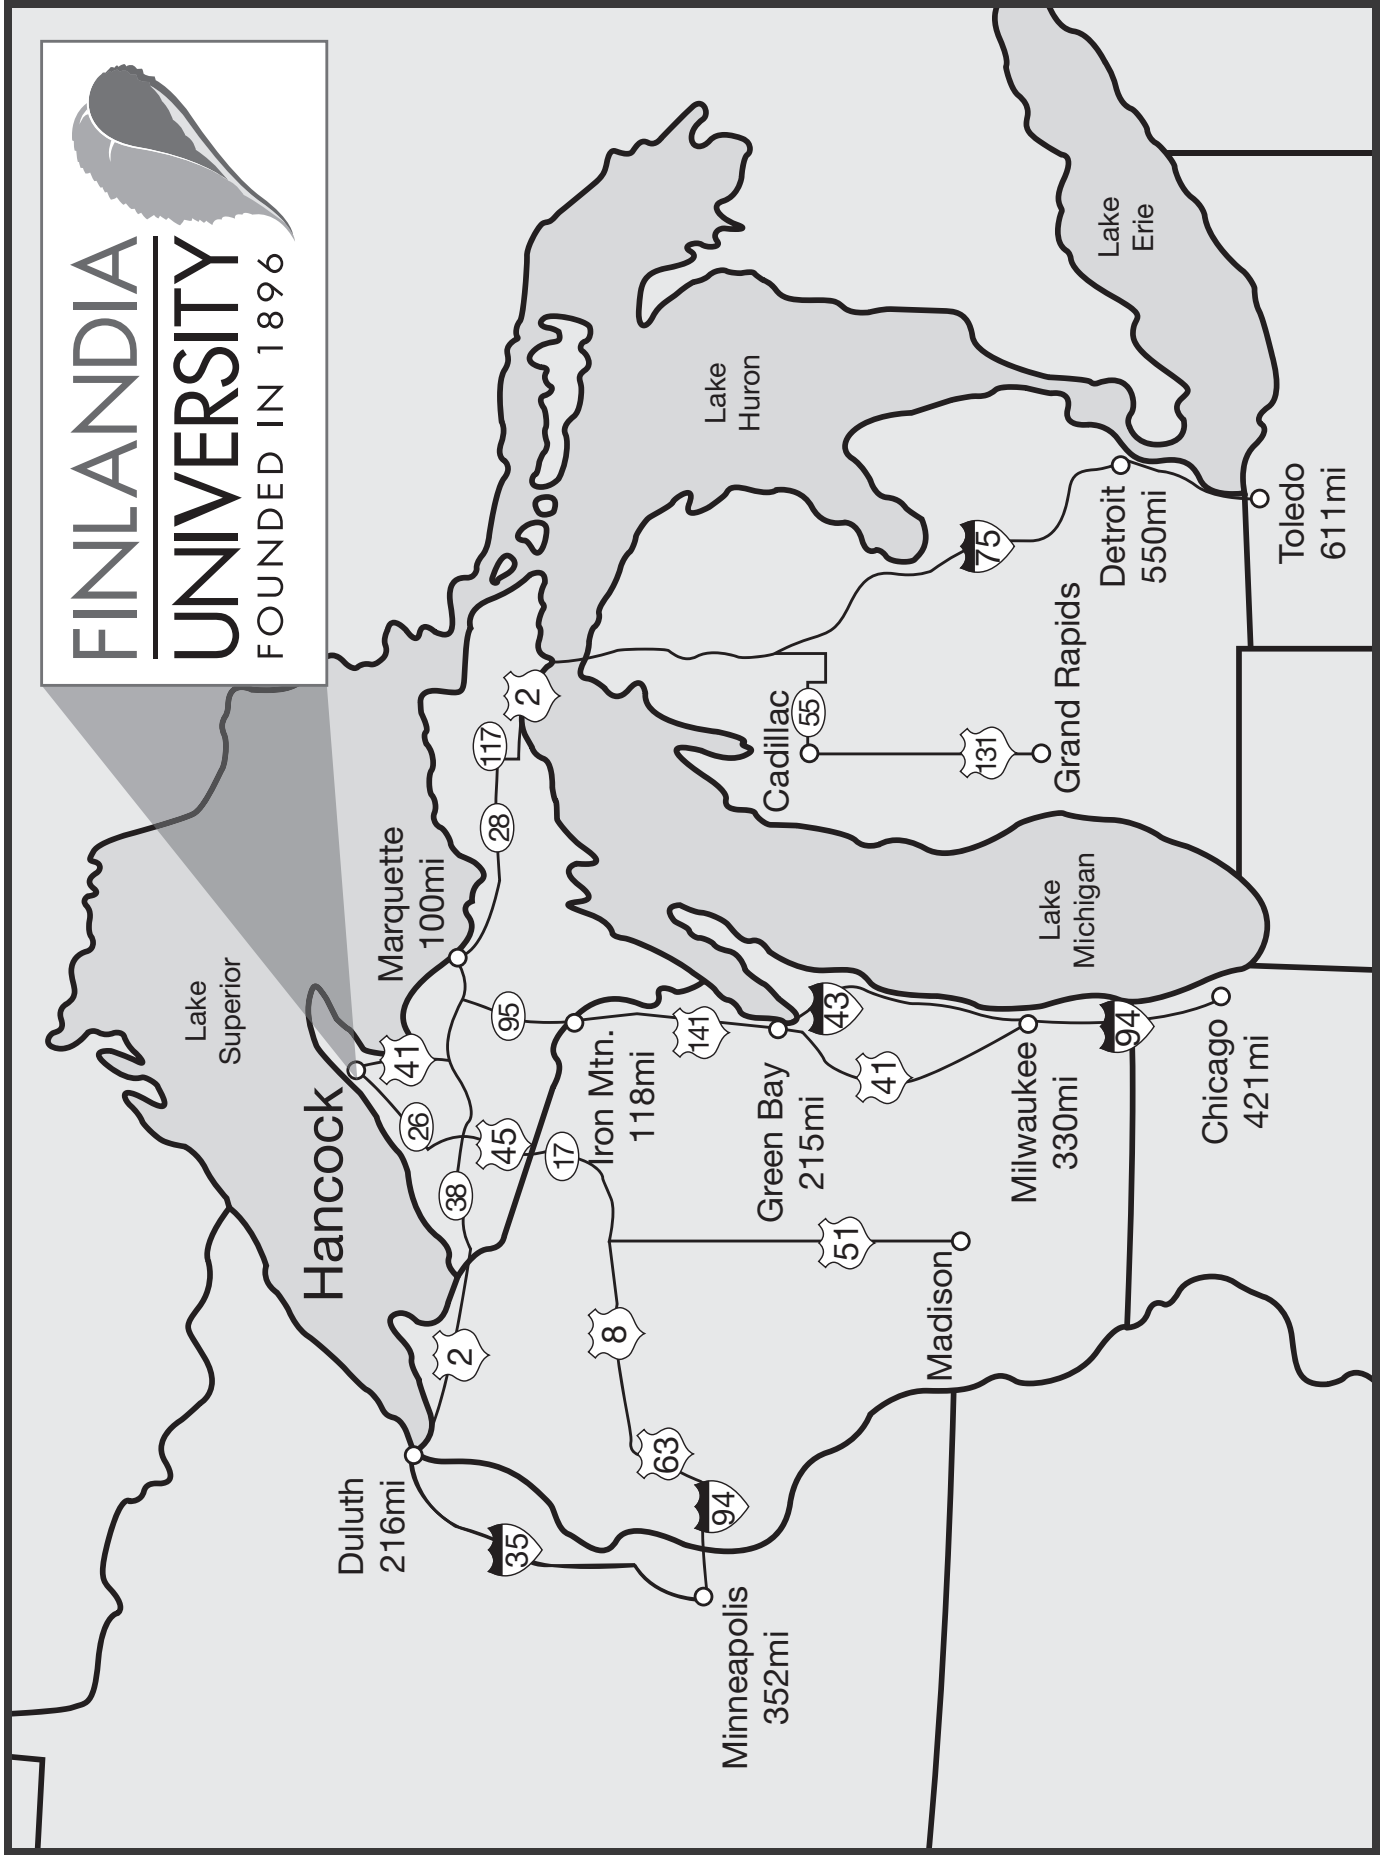 FINLANDIA
UNIVERSITY
FOUNDED IN 1896
Lake
Superior
Hancock
Marquette
100mi
Duluth
216mi
Iron Mtn.
118mi
Green Bay
215mi
Minneapolis
352mi
Madison
Milwaukee
330mi
Chicago
421mi
Lake
Michigan
Cadillac
Grand Rapids
Detroit
550mi
Toledo
611mi
Lake
Huron
Lake
Erie
41
26
45
38
2
17
95
141
28
117
2
43
41
94
51
8
63
94
35
55
131
75